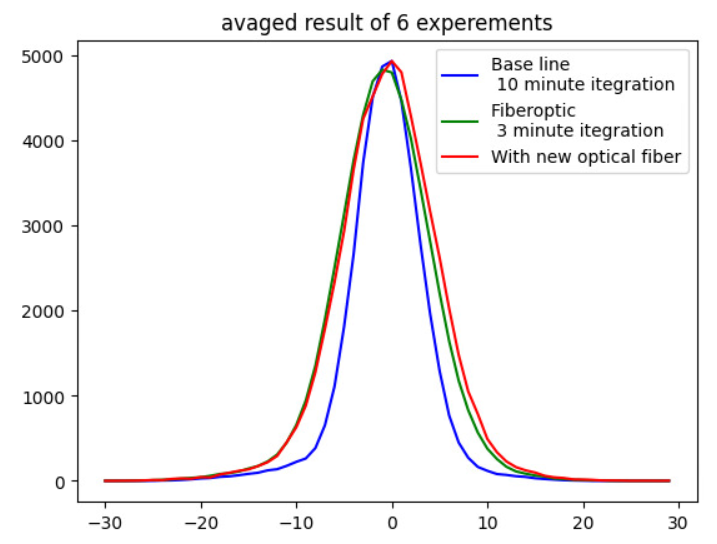 avaged result of 6 experements
Base line
10 minute itegration
Fiberoptic
3 minute itegration
With new optical fiber
5000
4000
3000
2000
1000
0
−30
−20
−10
0
10
20
30